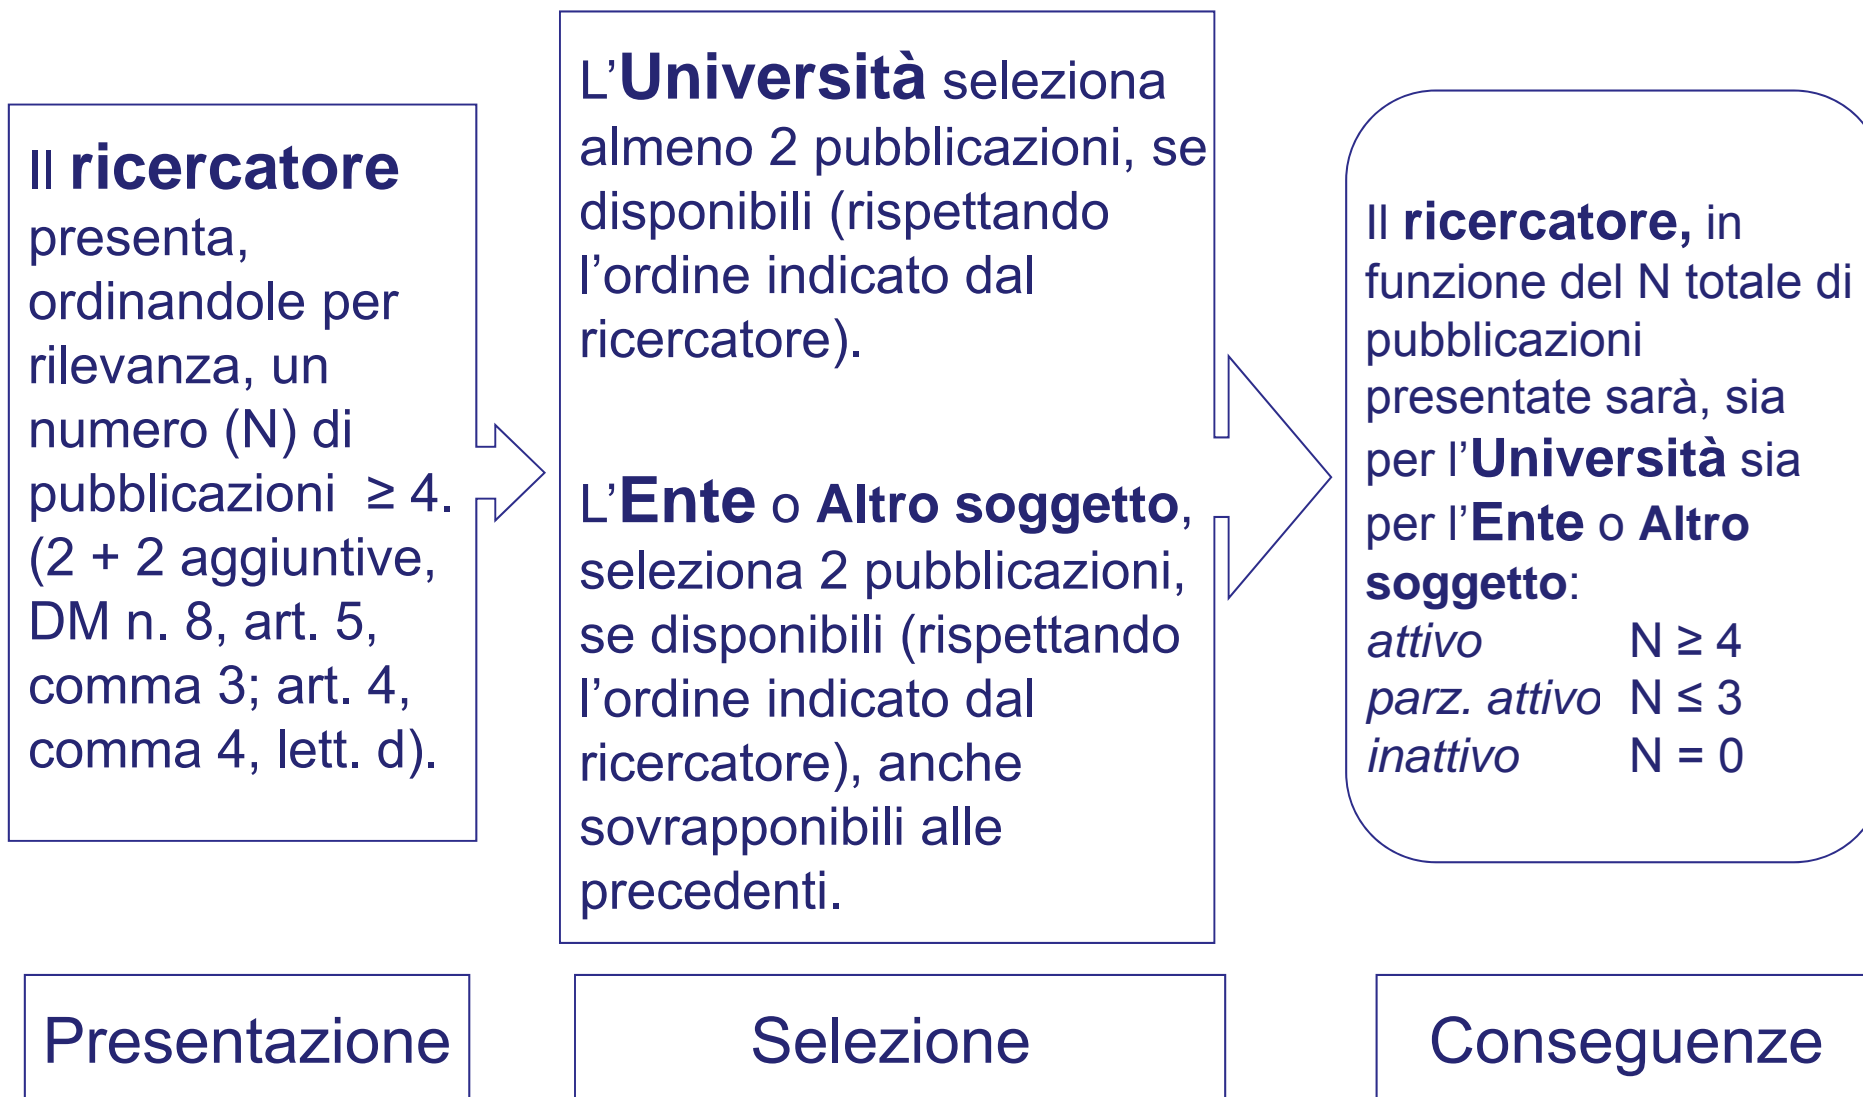 Il ricercatore
presenta,
ordinandole per
rilevanza, un
numero (N) di
pubblicazioni ≥ 4.
(2 + 2 aggiuntive,
DM n. 8, art. 5,
comma 3; art. 4,
comma 4, lett. d).
L’Università seleziona
almeno 2 pubblicazioni, se
disponibili (rispettando
l’ordine indicato dal
ricercatore).
L’Ente o Altro soggetto,
seleziona 2 pubblicazioni,
se disponibili (rispettando
l’ordine indicato dal
ricercatore), anche
sovrapponibili alle
precedenti.
Il ricercatore, in
funzione del N totale di
pubblicazioni
presentate sarà, sia
per l’Università sia
per l’Ente o Altro
soggetto:
attivo N ≥ 4
parz. attivo N ≤ 3
inattivo N = 0
Presentazione
Selezione
Conseguenze